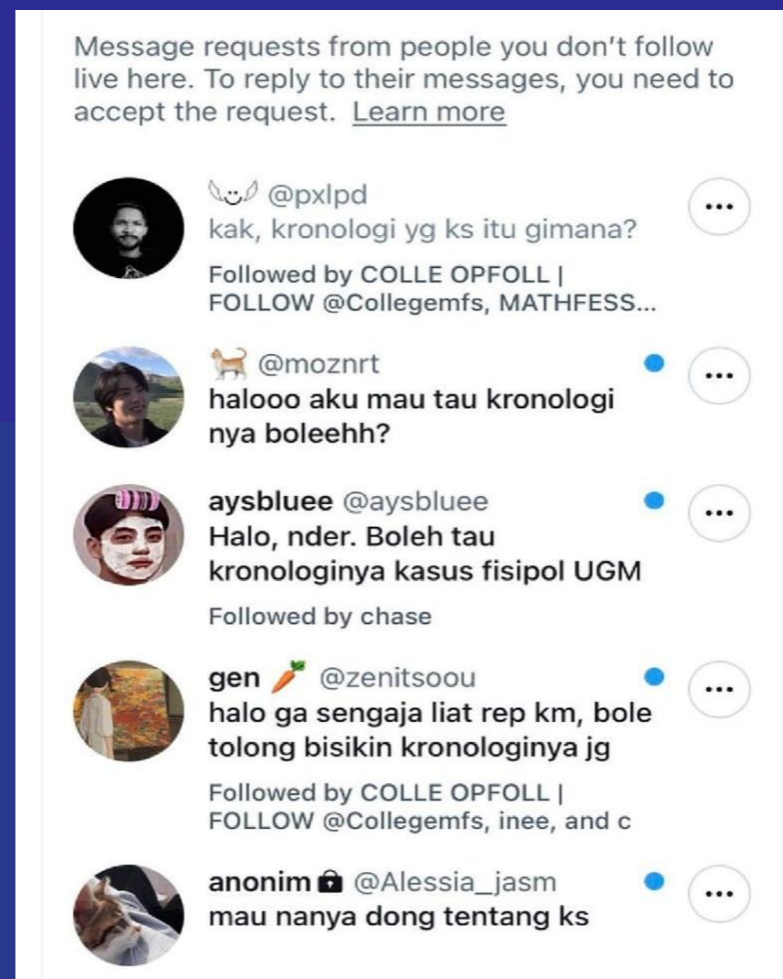 Message requests from people you don't follow
live here. To reply to their messages, you need to
accept the request. Learn more
@pxlpd
kak, kronologi yg ks itu gimana?
Followed by COLLE OPFOLL |
FOLLOW @Collegemfs, MATHFESS...
@moznrt
halooo aku mau tau kronologi
nya boleehh?
aysbluee @aysbluee
Halo, nder. Boleh tau
kronologinya kasus fisipol UGM
Followed by chase
gen 🥕 @zenitsoou
halo ga sengaja liat rep km, bole
tolong bisikin kronologinya jg
Followed by COLLE OPFOLL |
FOLLOW @Collegemfs, inee, and c
anonim @Alessia_jasm
mau nanya dong tentang ks